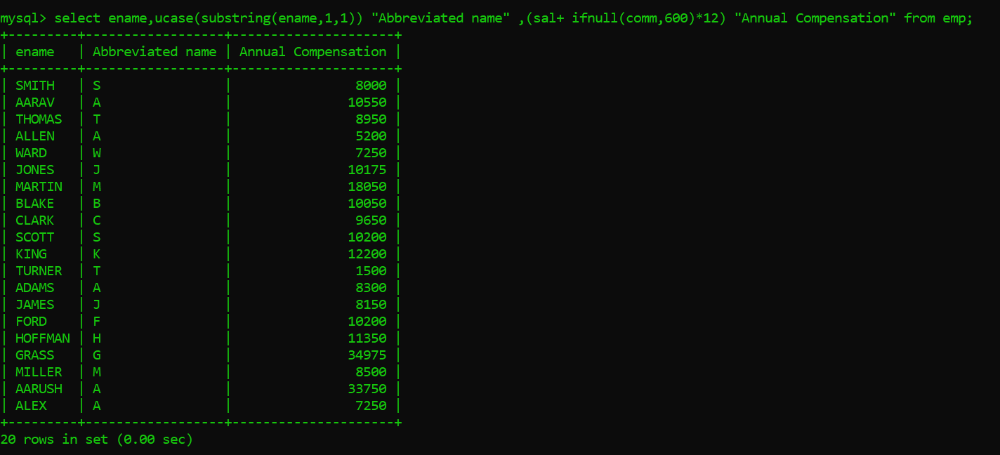 mysql> select ename,ucase(substring(ename,1,1)) "Abbreviated name" ,(sal+ ifnull(comm,600)*12) "Annual Compensation" from emp;
+---------+------------------+---------------------+
| ename   | Abbreviated name | Annual Compensation |
+---------+------------------+---------------------+
| SMITH   | S                |                8000 |
| AARAV   | A                |               10550 |
| THOMAS  | T                |                8950 |
| ALLEN   | A                |                5200 |
| WARD    | W                |                7250 |
| JONES   | J                |               10175 |
| MARTIN  | M                |               18050 |
| BLAKE   | B                |               10050 |
| CLARK   | C                |                9650 |
| SCOTT   | S                |               10200 |
| KING    | K                |               12200 |
| TURNER  | T                |                1500 |
| ADAMS   | A                |                8300 |
| JAMES   | J                |                8150 |
| FORD    | F                |               10200 |
| HOFFMAN | H                |               11350 |
| GRASS   | G                |               34975 |
| MILLER  | M                |                8500 |
| AARUSH  | A                |               33750 |
| ALEX    | A                |                7250 |
+---------+------------------+---------------------+
20 rows in set (0.00 sec)